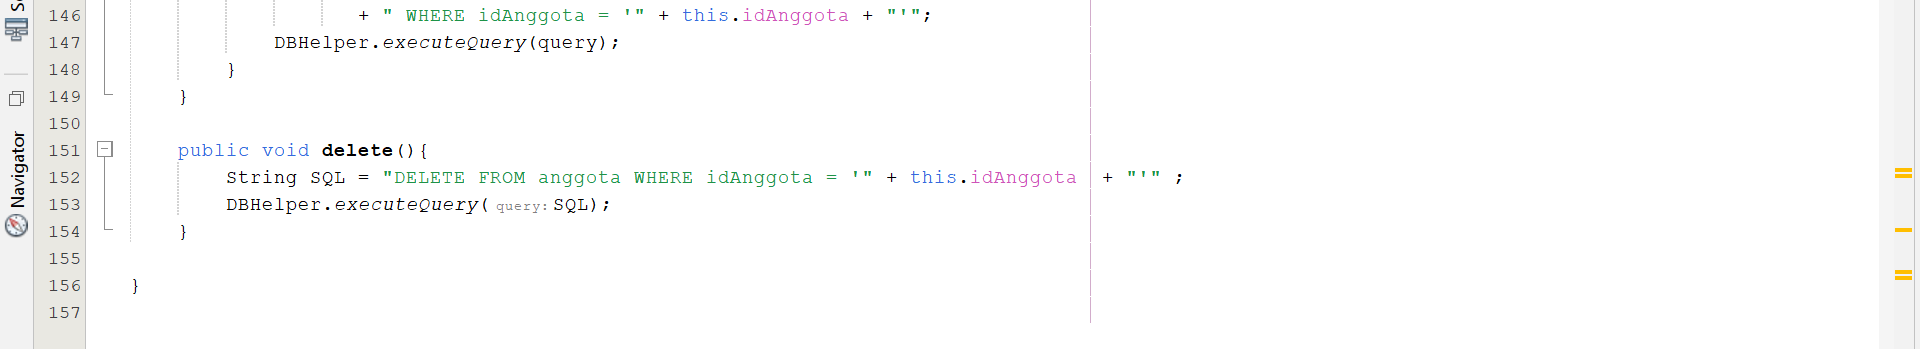 146 + " WHERE idAnggota = '" + this.idAnggota + "'";
147 DBHelper.executeQuery(query);
148 }
149 }
150
151 public void delete(){
152 String SQL = "DELETE FROM anggota WHERE idAnggota = '" + this.idAnggota + "'" ;
153 DBHelper.executeQuery( query: SQL);
154 }
155
156 }
157
Navigator